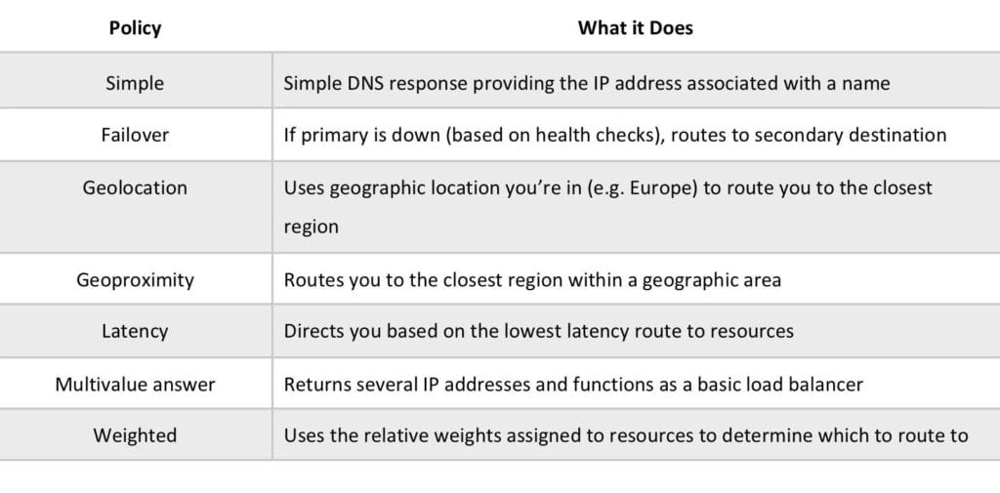 Policy What it Does
Simple Simple DNS response providing the IP address associated with a name
Failover If primary is down (based on health checks), routes to secondary destination
Geolocation Uses geographic location you’re in (e.g. Europe) to route you to the closest
region
Geoproximity Routes you to the closest region within a geographic area
Latency Directs you based on the lowest latency route to resources
Multivalue answer Returns several IP addresses and functions as a basic load balancer
Weighted Uses the relative weights assigned to resources to determine which to route to